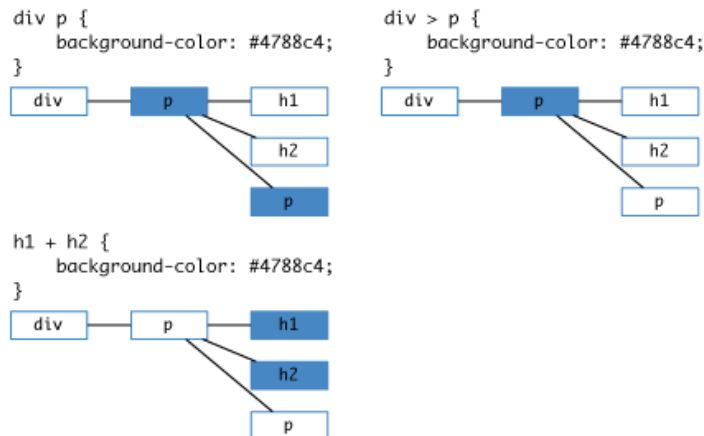 div p {
    background-color: #4788c4;
}
div p h1
h2
p
div > p {
    background-color: #4788c4;
}
div p h1
h2
p
h1 + h2 {
    background-color: #4788c4;
}
div p h1
h2
p